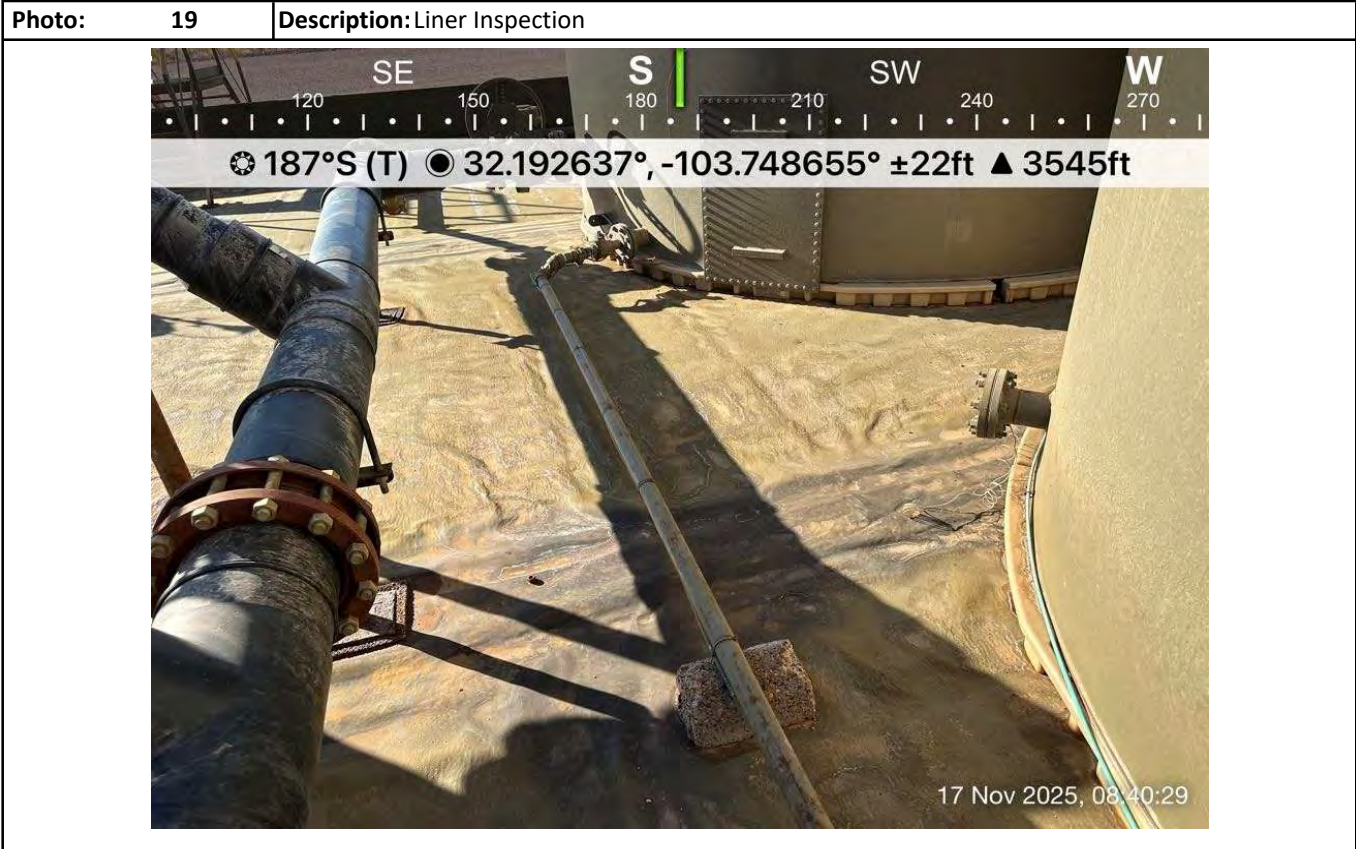 Photo: 19 Description: Liner Inspection
SE S SW W
120 150 180 210 240 270
187°S (T) 32.192637°, -103.748655° ±22ft ▲ 3545ft
17 Nov 2025, 08:40:29